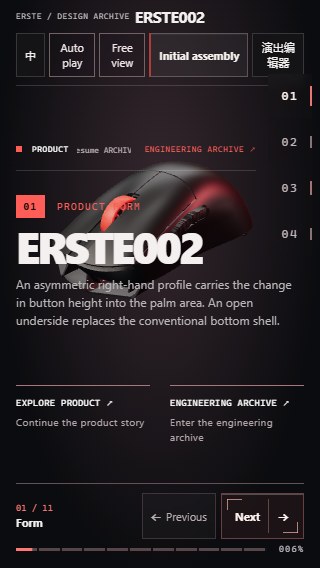 ERSTE / DESIGN ARCHIVE ERSTE002
中
Auto play
Free view
Initial assembly
演出编辑器
01
02
03
04
PRODUCT
ENGINEERING ARCHIVE ↗
01 PRODUCT FORM
ERSTE002
An asymmetric right-hand profile carries the change
in button height into the palm area. An open
underside replaces the conventional bottom shell.
EXPLORE PRODUCT ↗
Continue the product story
ENGINEERING ARCHIVE ↗
Enter the engineering
archive
01 / 11
Form
← Previous
Next →
006%